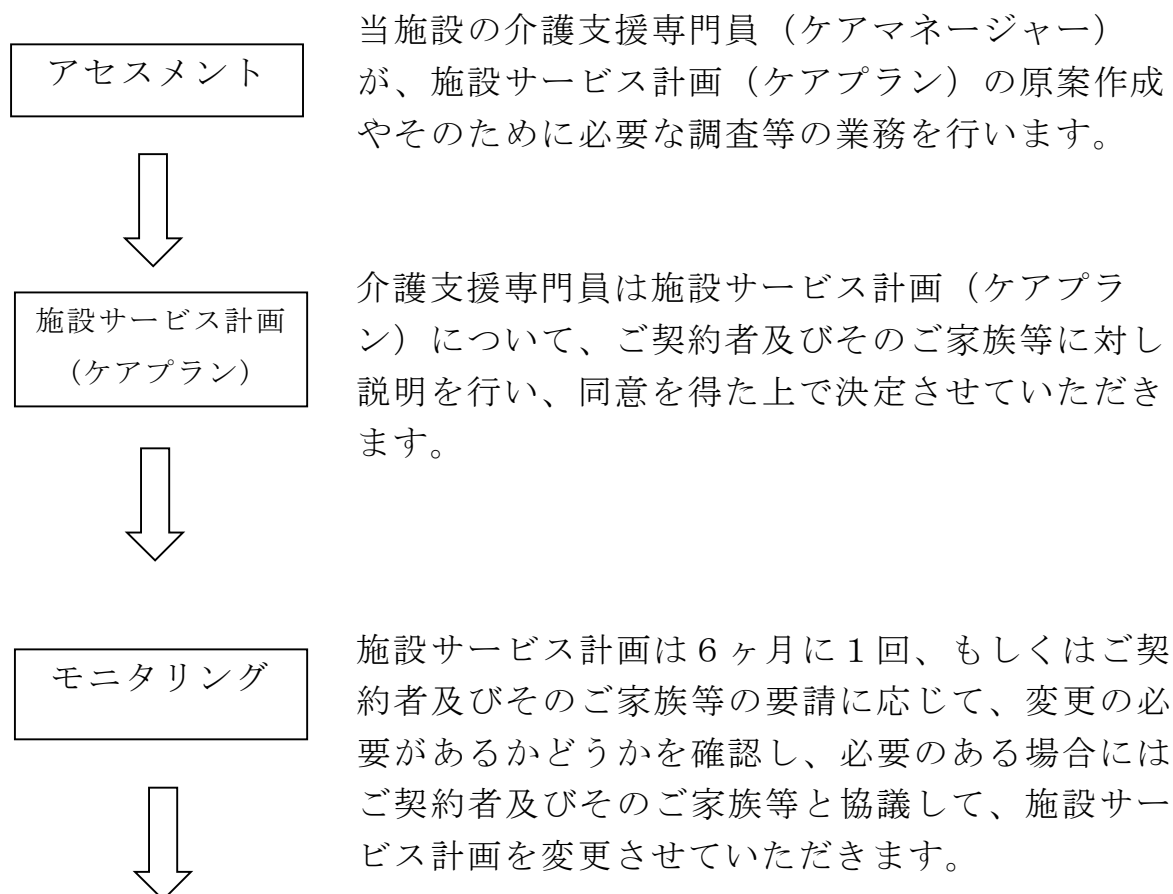 アセスメント
当施設の介護支援専門員（ケアマネージャー）
が、施設サービス計画（ケアプラン）の原案作成
やそのために必要な調査等の業務を行います。
施設サービス計画
（ケアプラン）
介護支援専門員は施設サービス計画（ケアプラ
ン）について、ご契約者及びそのご家族等に対し
説明を行い、同意を得た上で決定させていただき
ます。
モニタリング
施設サービス計画は６ヶ月に１回、もしくはご契
約者及びそのご家族等の要請に応じて、変更の必
要があるかどうかを確認し、必要のある場合には
ご契約者及びそのご家族等と協議して、施設サー
ビス計画を変更させていただきます。